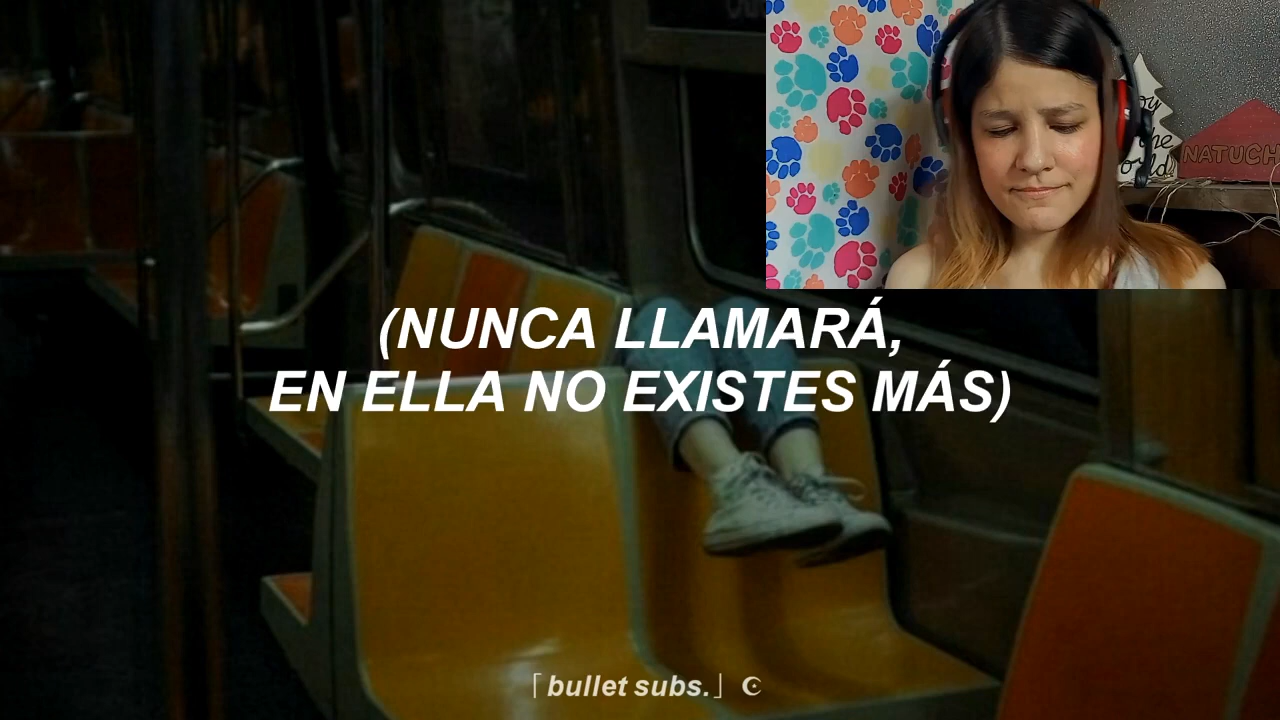 NATUCH
(NUNCA LLAMARÁ,
EN ELLA NO EXISTES MÁS)
「bullet subs.」☪